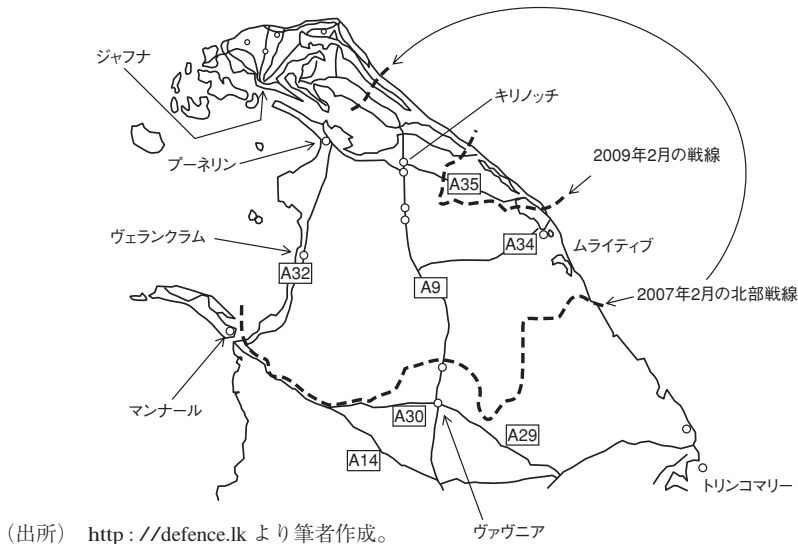 ジャフナ
キリノッチ
プーネリン
2009年2月の戦線
A35
ムライティブ
ヴェランクラム
A34
A32
A9
2007年2月の北部戦線
マンナール
A30
A29
A14
トリンコマリー
ヴァヴニア
（出所） http : //defence.lk より筆者作成。